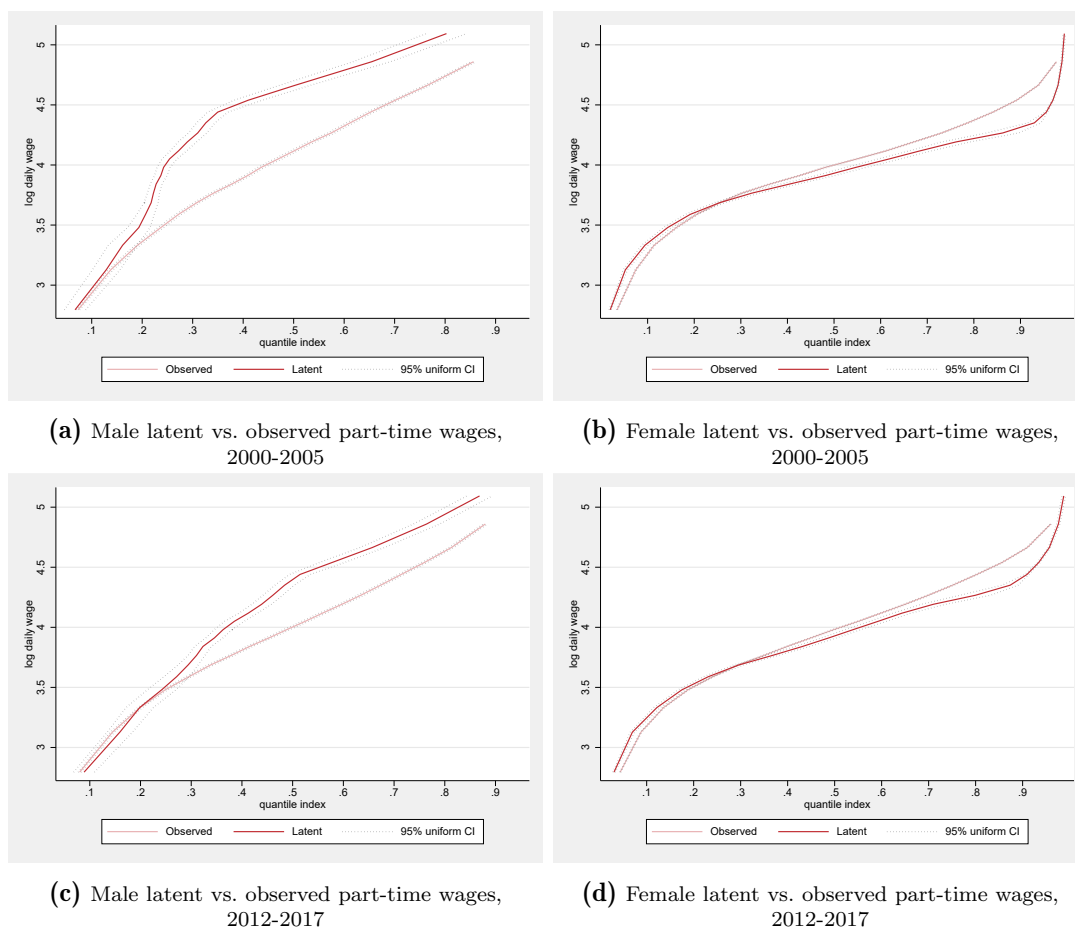 5
4.5
4
3.5
3
log daily wage
.1 .2 .3 .4 .5 .6 .7 .8 .9
quantile index
Observed Latent 95% uniform CI
(a) Male latent vs. observed part-time wages,
2000-2005
5
4.5
4
3.5
3
log daily wage
.1 .2 .3 .4 .5 .6 .7 .8 .9
quantile index
Observed Latent 95% uniform CI
(b) Female latent vs. observed part-time wages,
2000-2005
5
4.5
4
3.5
3
log daily wage
.1 .2 .3 .4 .5 .6 .7 .8 .9
quantile index
Observed Latent 95% uniform CI
(c) Male latent vs. observed part-time wages,
2012-2017
5
4.5
4
3.5
3
log daily wage
.1 .2 .3 .4 .5 .6 .7 .8 .9
quantile index
Observed Latent 95% uniform CI
(d) Female latent vs. observed part-time wages,
2012-2017